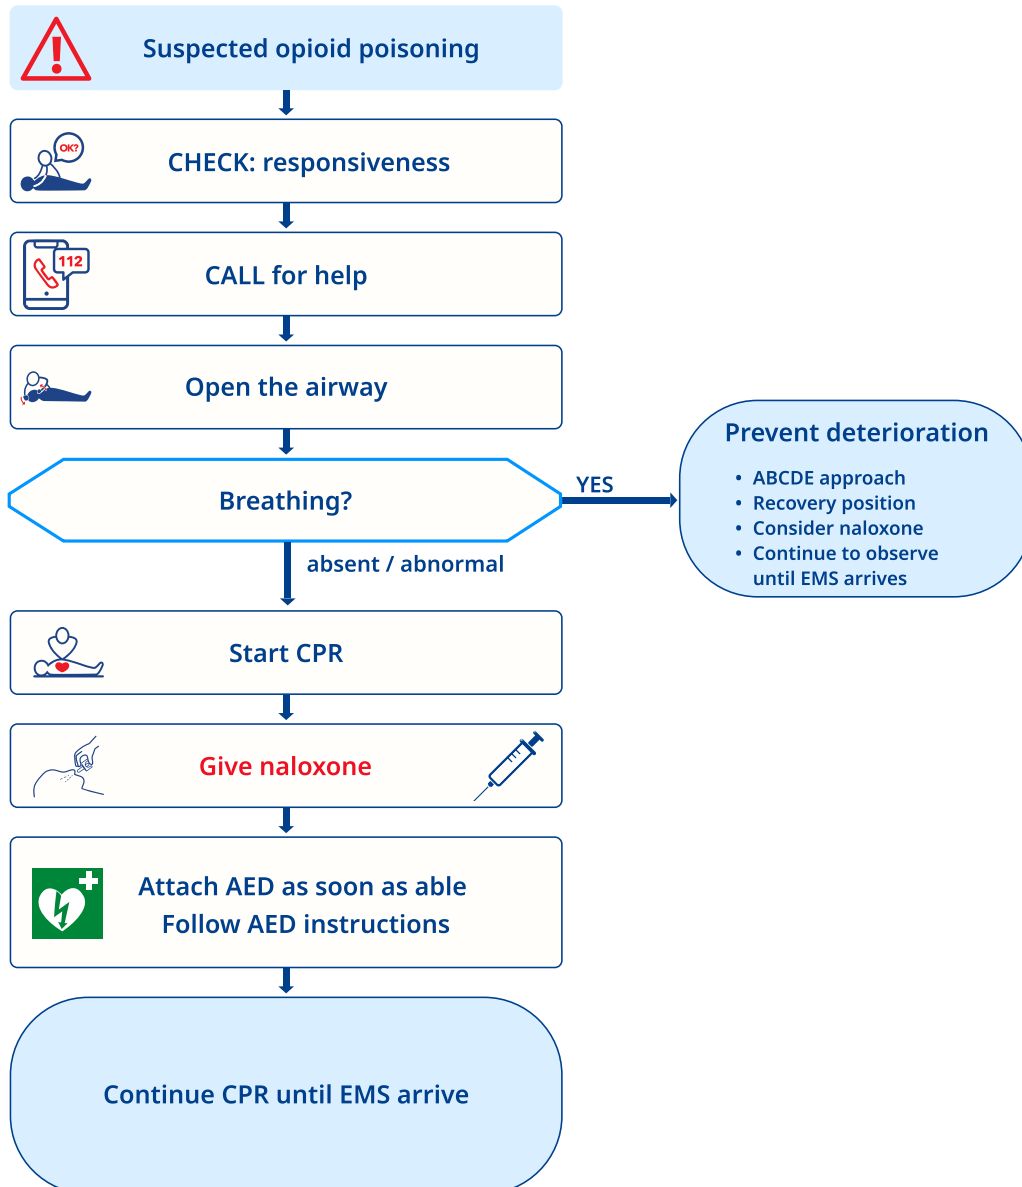 Suspected opioid poisoning
OK?
CHECK: responsiveness
112
CALL for help
Open the airway
Breathing?
YES
Prevent deterioration
• ABCDE approach
• Recovery position
• Consider naloxone
• Continue to observe
until EMS arrives
absent / abnormal
Start CPR
Give naloxone
Attach AED as soon as able
Follow AED instructions
Continue CPR until EMS arrive